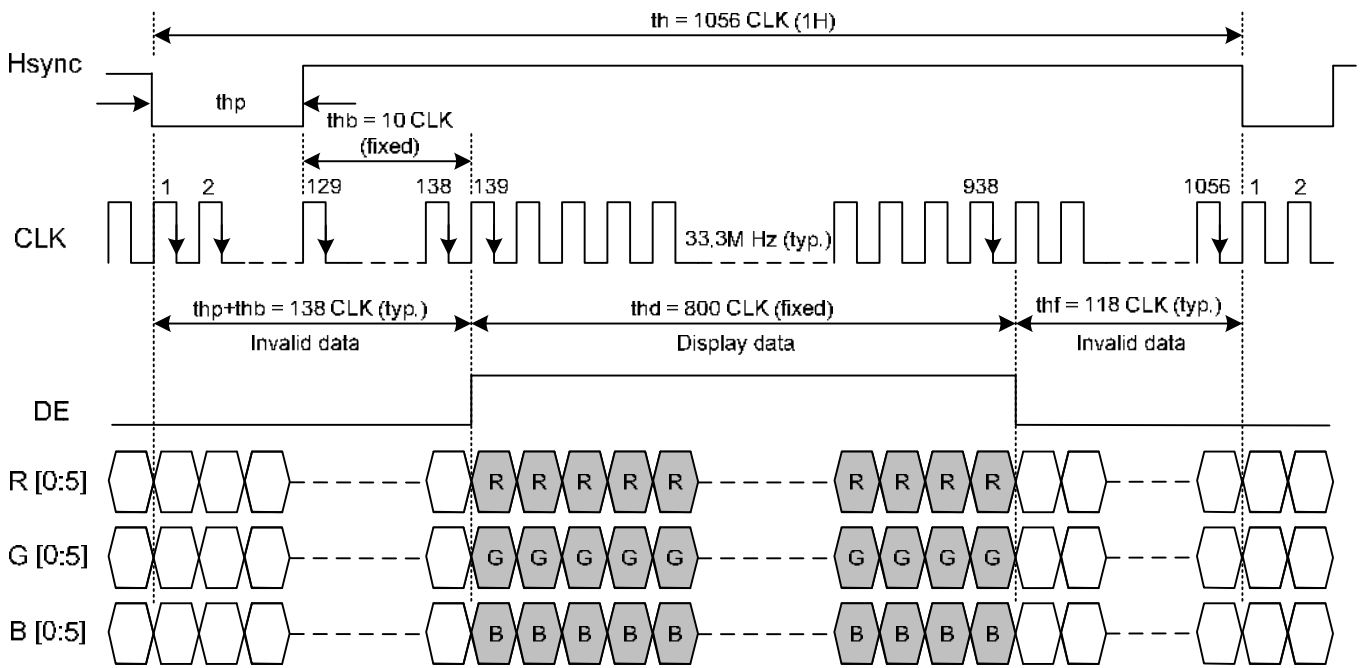 th = 1056 CLK (1H)
Hsync
thp
thb = 10 CLK
(fixed)
1 2 129 138 139 938 1056 1 2
CLK
33,3M Hz (typ.)
thp+thb = 138 CLK (typ.)
thd = 800 CLK (fixed)
thf = 118 CLK (typ.)
Invalid data
Display data
Invalid data
DE
R [0:5] R R R R R R R R R
G [0:5] G G G G G G G G G
B [0:5] B B B B B B B B B